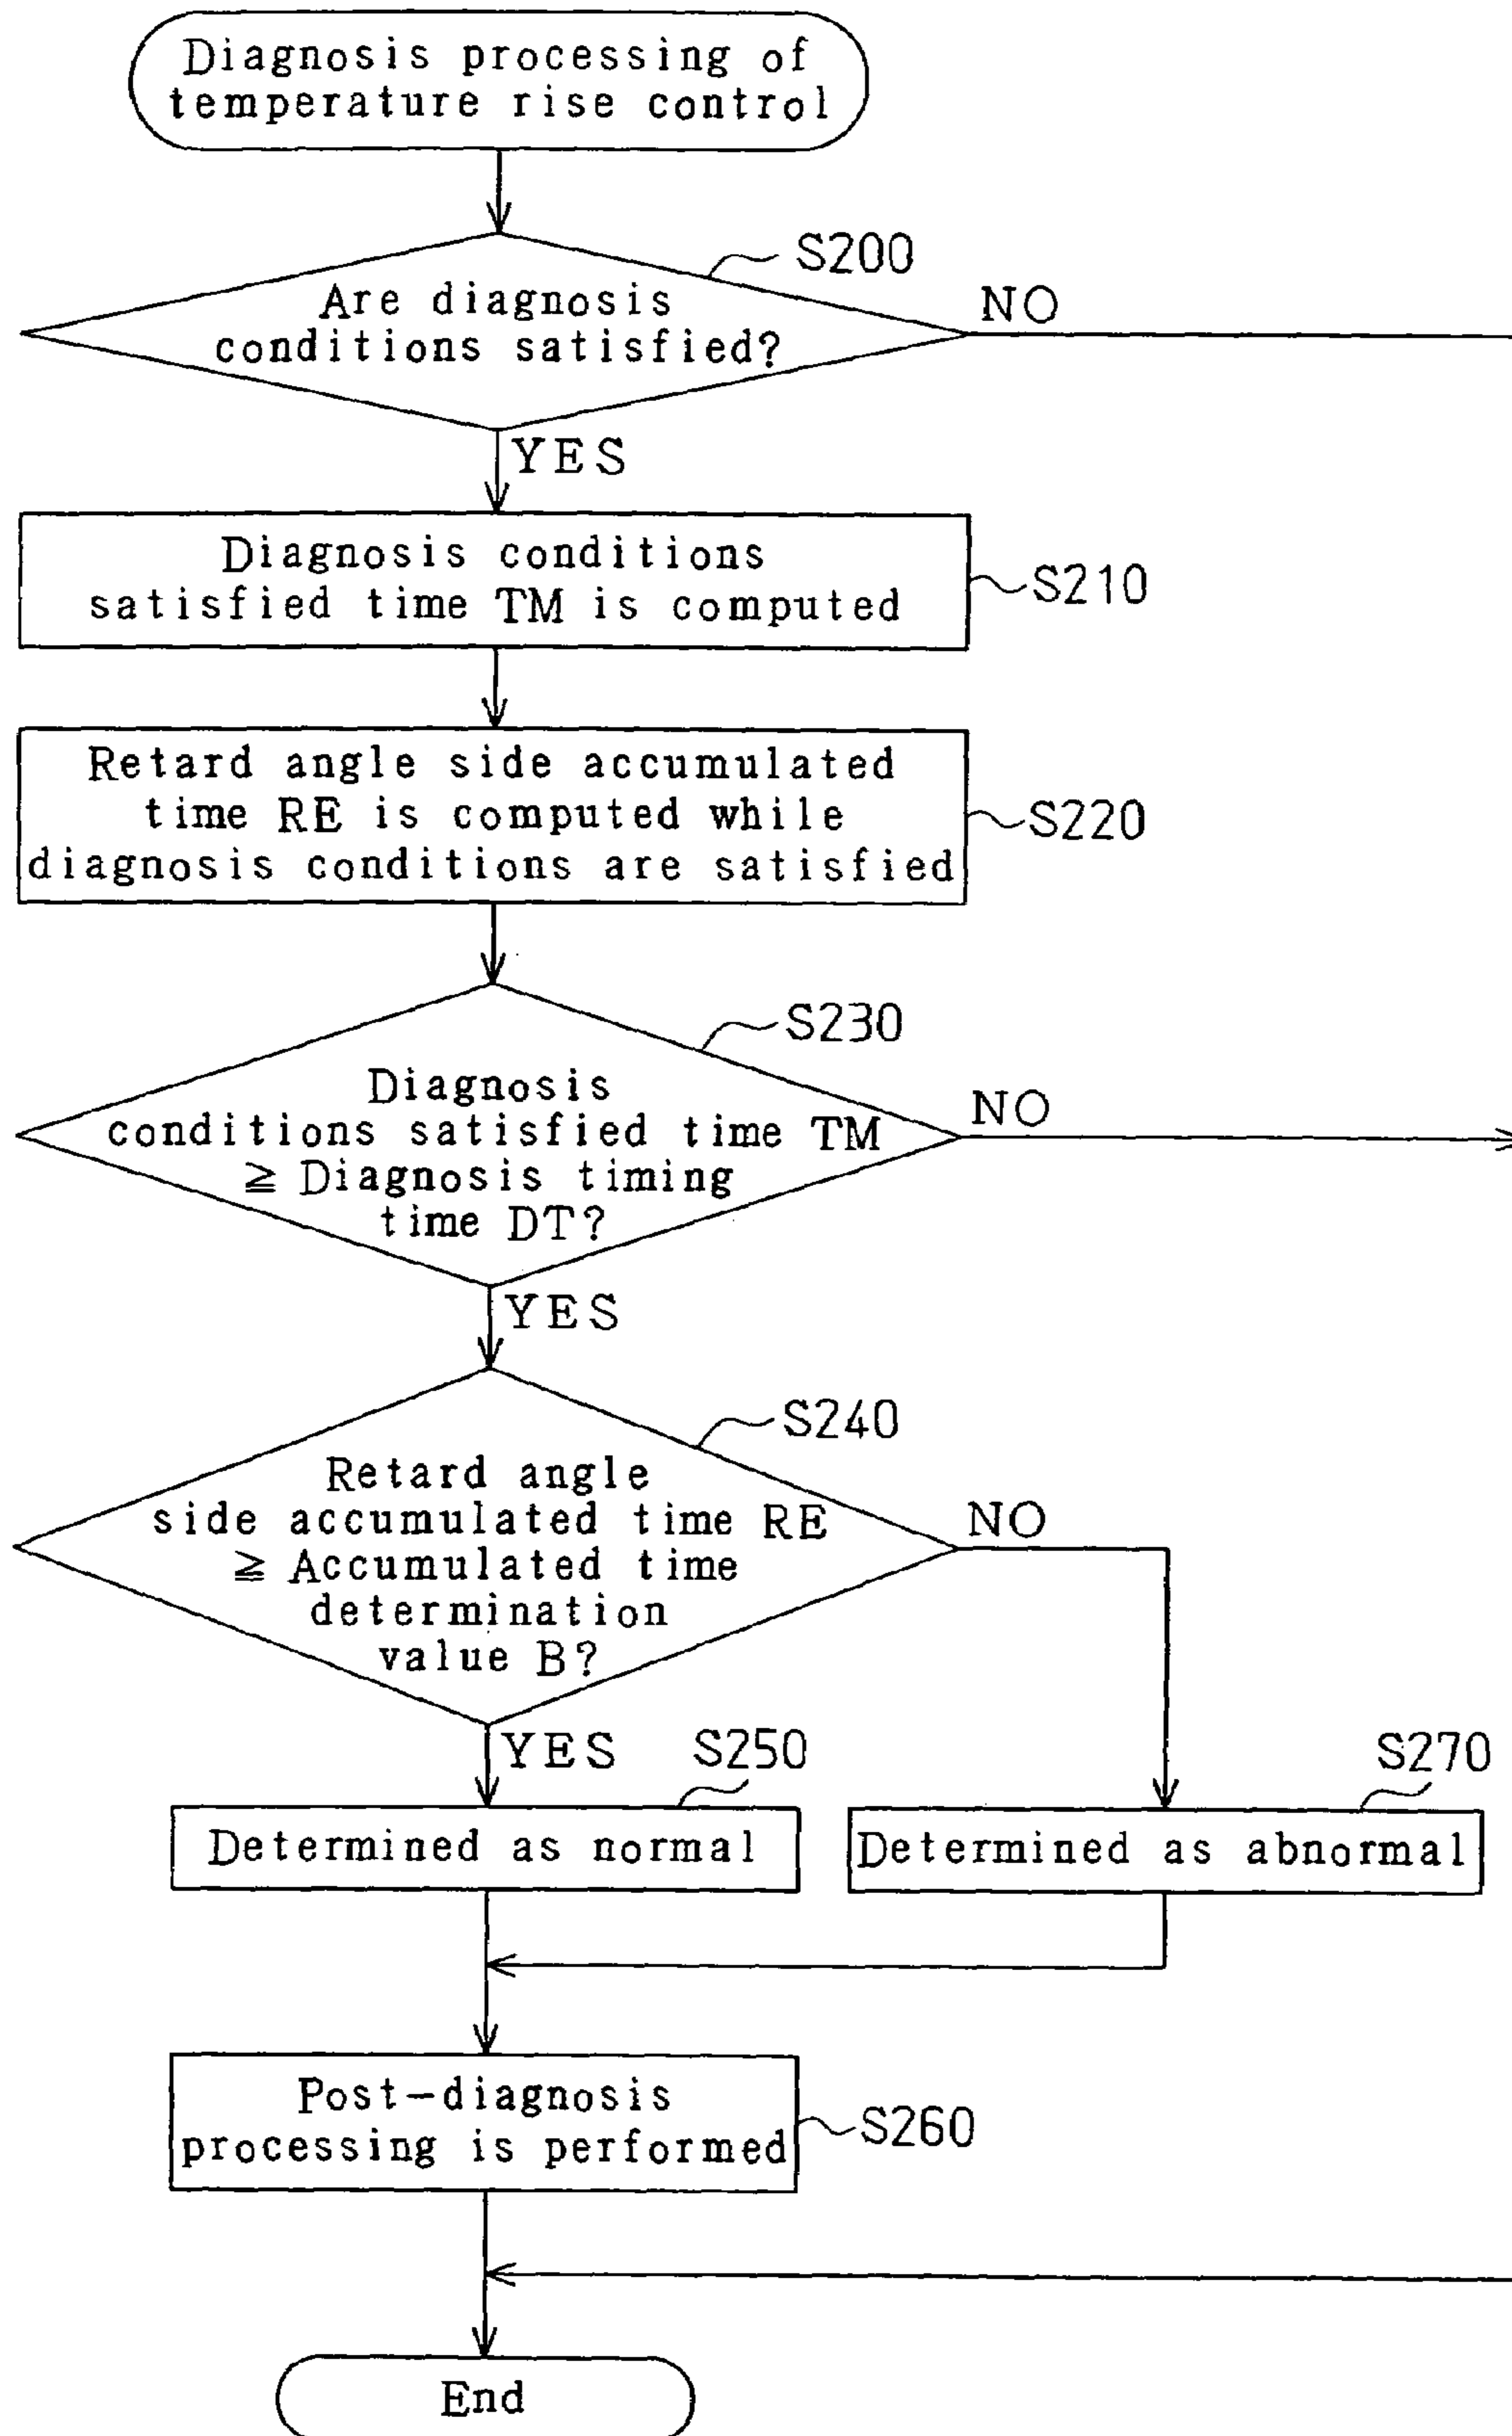 Diagnosis processing of
temperature rise control
S200
Are diagnosis
conditions satisfied?
NO
YES
Diagnosis conditions
satisfied time TM is computed
S210
Retard angle side accumulated
time RE is computed while
diagnosis conditions are satisfied
S220
S230
Diagnosis
conditions satisfied time TM
≧ Diagnosis timing
time DT?
NO
YES
S240
Retard angle
side accumulated time RE
≧ Accumulated time
determination
value B?
NO
YES
S250
S270
Determined as normal
Determined as abnormal
Post-diagnosis
processing is performed
S260
End